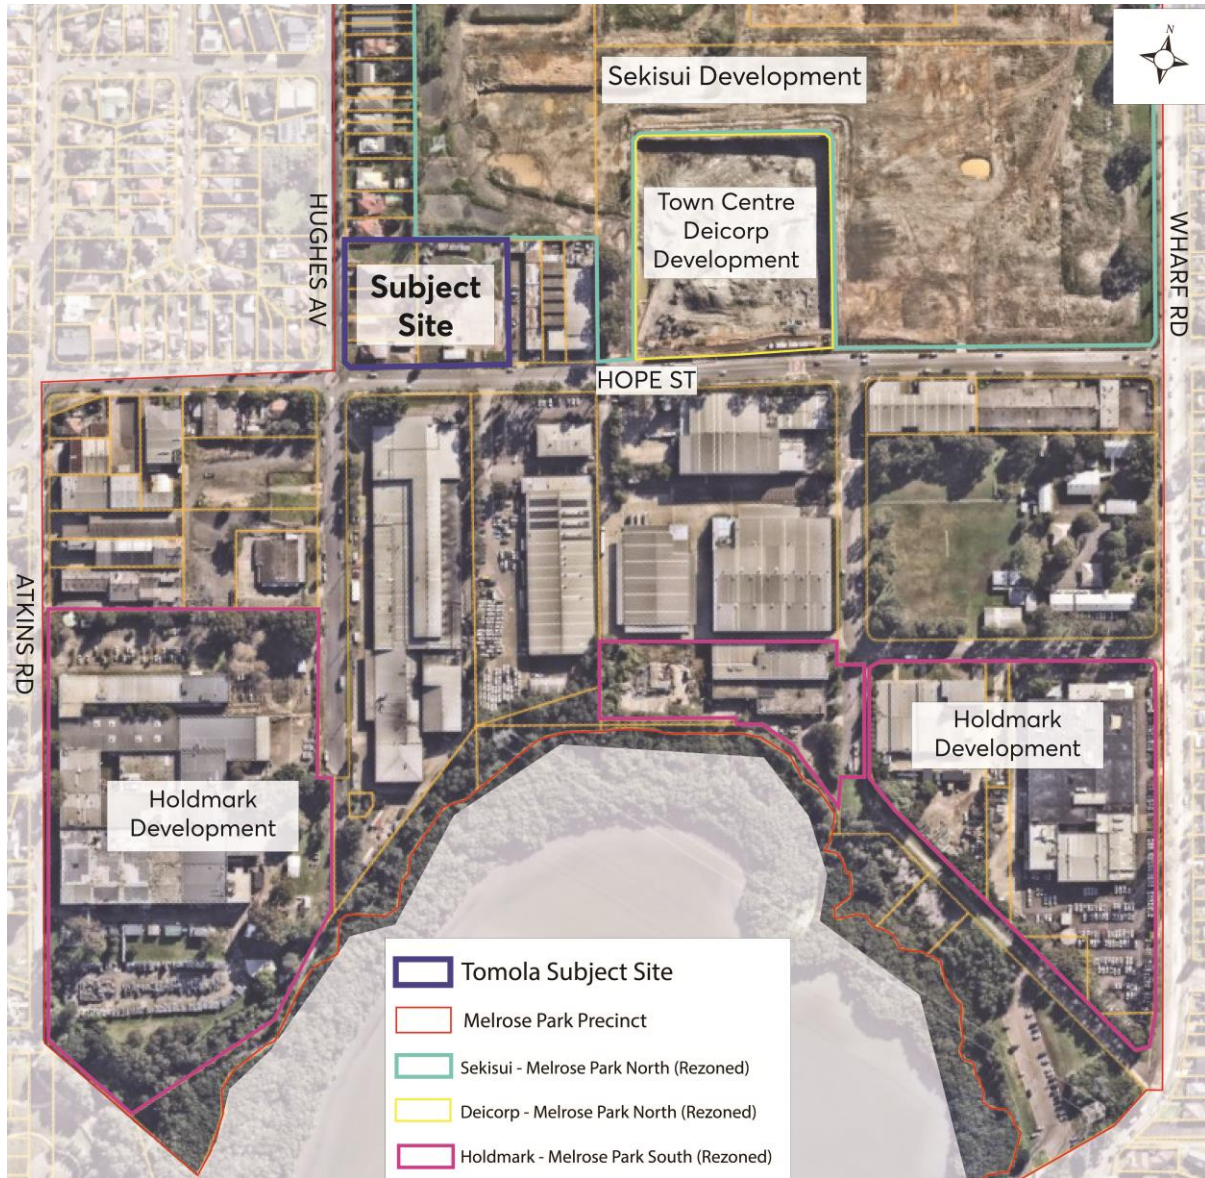 N
Sekisui Development
Town Centre
Deicorp
Development
HUGHES AV
WHARF RD
Subject
Site
HOPE ST
ATKINS RD
Holdmark
Development
Holdmark
Development
Tomola Subject Site
Melrose Park Precinct
Sekisui - Melrose Park North (Rezoned)
Deicorp - Melrose Park North (Rezoned)
Holdmark - Melrose Park South (Rezoned)